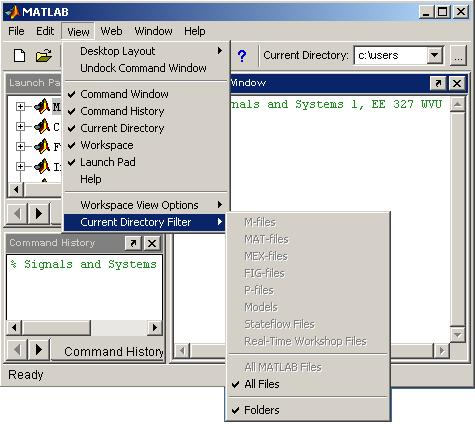 MATLAB
File Edit View Web Window Help
Desktop Layout
Undock Command Window
Command Window
Command History
Current Directory
Workspace
Launch Pad
Help
Workspace View Options
Current Directory Filter
M-files
MAT-files
MEX-files
FIG-files
P-files
Models
Stateflow Files
Real-Time Workshop Files
All MATLAB Files
All Files
Folders
? Current Directory: c:\users ...
Launch Pa
M
C
F
I
Window
nals and Systems 1, EE 327 WVU
Command History
% Signals and Systems
Command History
Ready